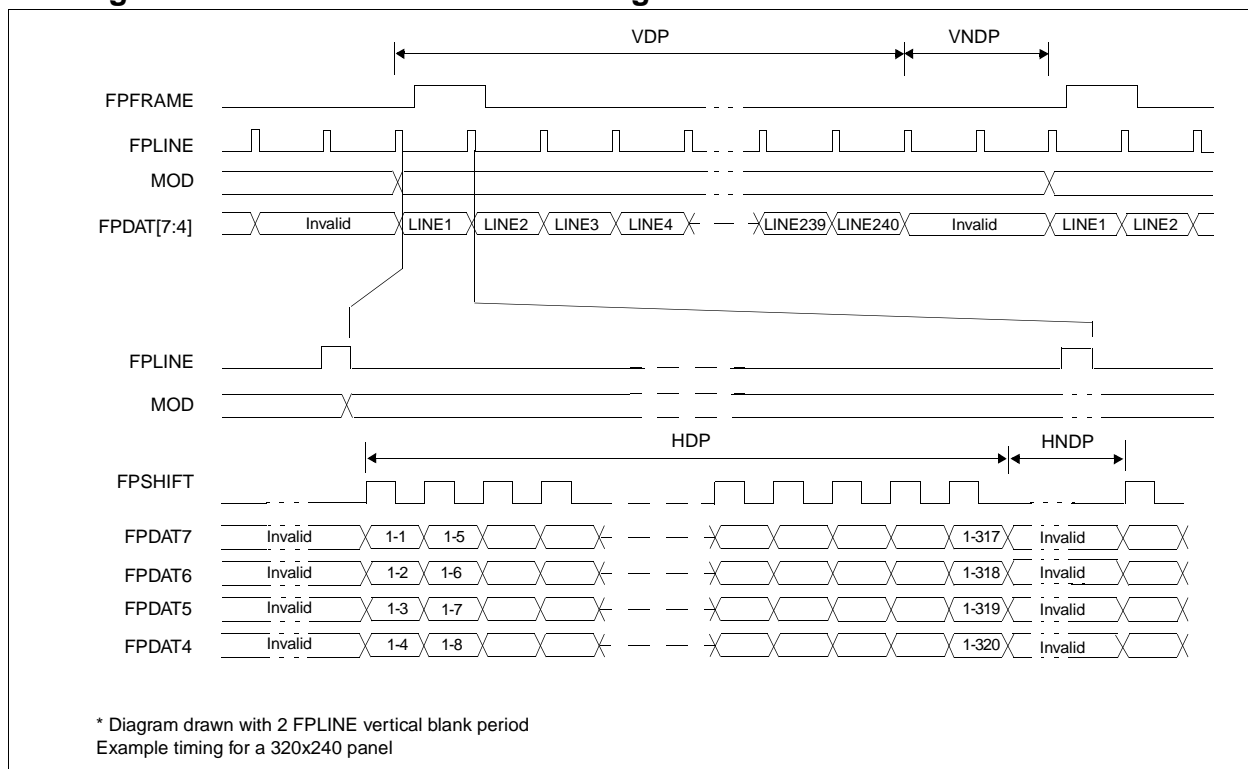 VDP VNDP
FPFRAME
FPLINE
MOD
FPDAT[7:4] Invalid LINE1 LINE2 LINE3 LINE4 LINE239 LINE240 Invalid LINE1 LINE2
FPLINE
MOD
HDP HNDP
FPSHIFT
FPDAT7 Invalid 1-1 1-5 1-317 Invalid
FPDAT6 Invalid 1-2 1-6 1-318 Invalid
FPDAT5 Invalid 1-3 1-7 1-319 Invalid
FPDAT4 Invalid 1-4 1-8 1-320 Invalid
* Diagram drawn with 2 FPLINE vertical blank period
Example timing for a 320x240 panel